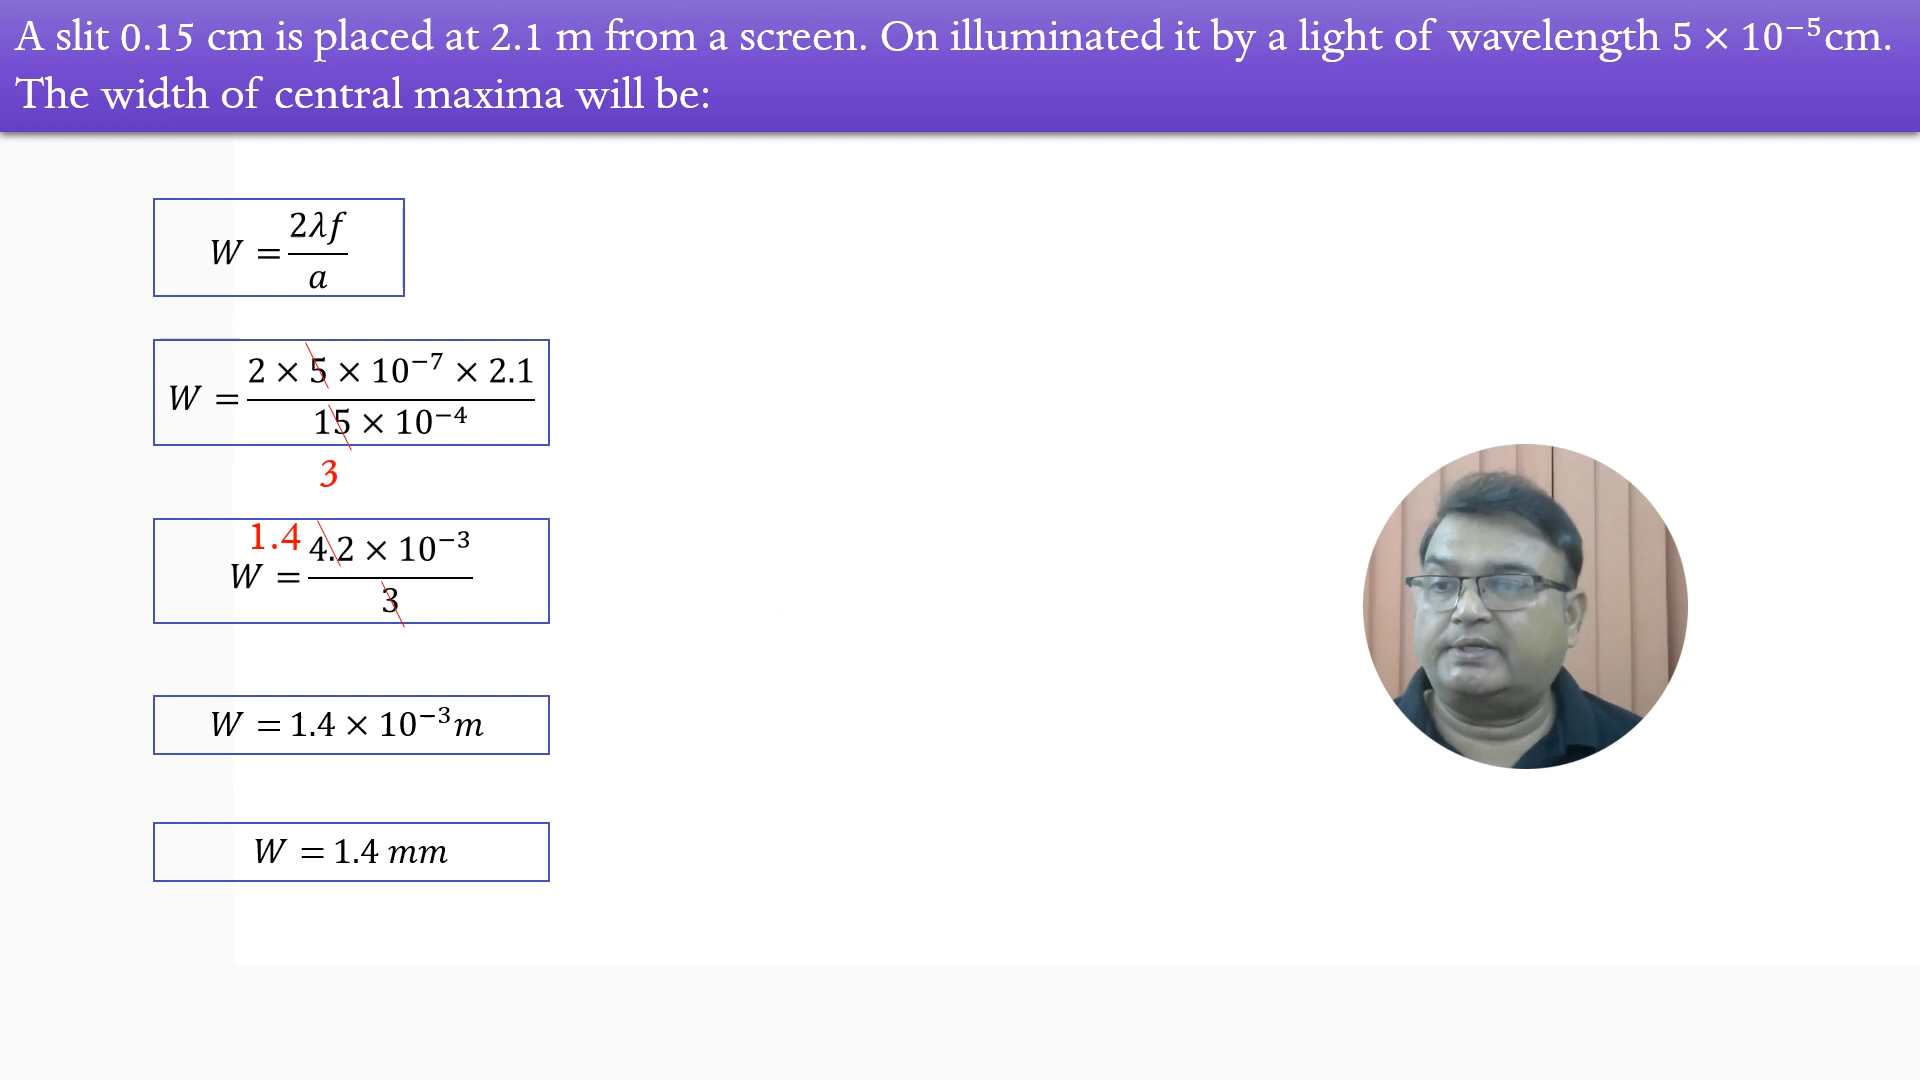 A slit 0.15 cm is placed at 2.1 m from a screen. On illuminated it by a light of wavelength 5 × 10⁻⁵cm.
The width of central maxima will be:
W = 2λf / a
W = 2 × 5 × 10⁻⁷ × 2.1 / 15 × 10⁻⁴
3
1.4
W = 4.2 × 10⁻³ / 3
W = 1.4 × 10⁻³m
W = 1.4 mm